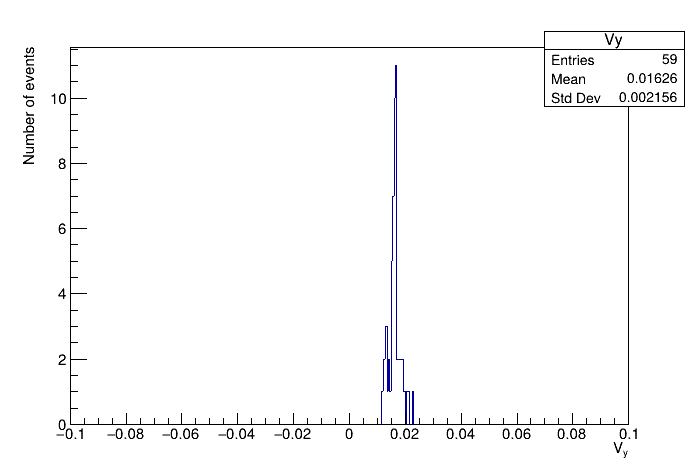 Vy
Entries 59
Mean 0.01626
Std Dev 0.002156
Number of events
10
8
6
4
2
0
−0.1 −0.08 −0.06 −0.04 −0.02 0 0.02 0.04 0.06 0.08 0.1
Vy